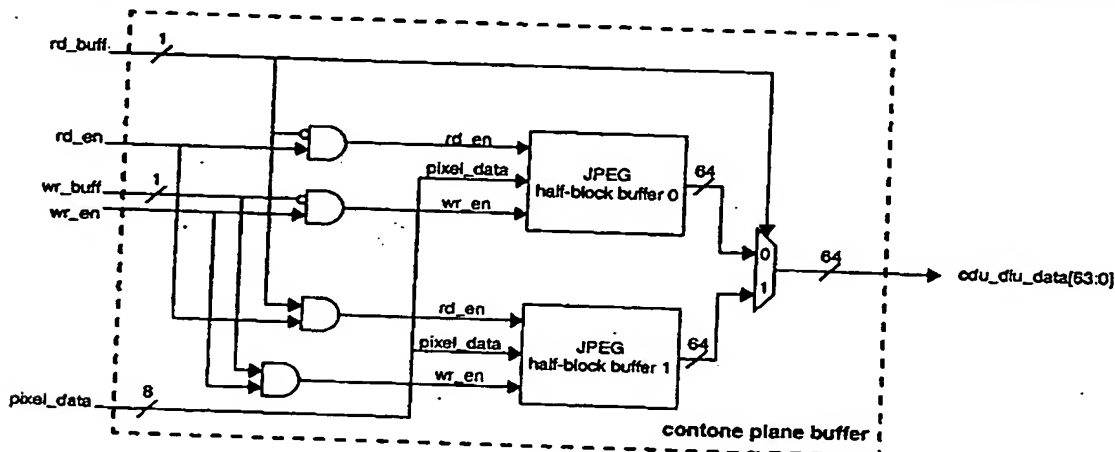 rd_buff
1
rd_en
wr_buff
1
wr_en
pixel_data
8
rd_en
pixel_data
wr_en
JPEG
half-block buffer 0
64
rd_en
pixel_data
wr_en
JPEG
half-block buffer 1
64
0
1
64
cdu_diu_data[63:0]
contone plane buffer